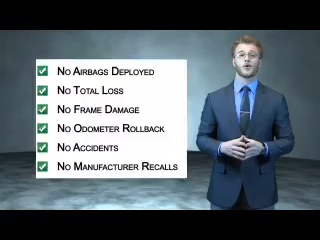 No Airbags Deployed
No Total Loss
No Frame Damage
No Odometer Rollback
No Accidents
No Manufacturer Recalls